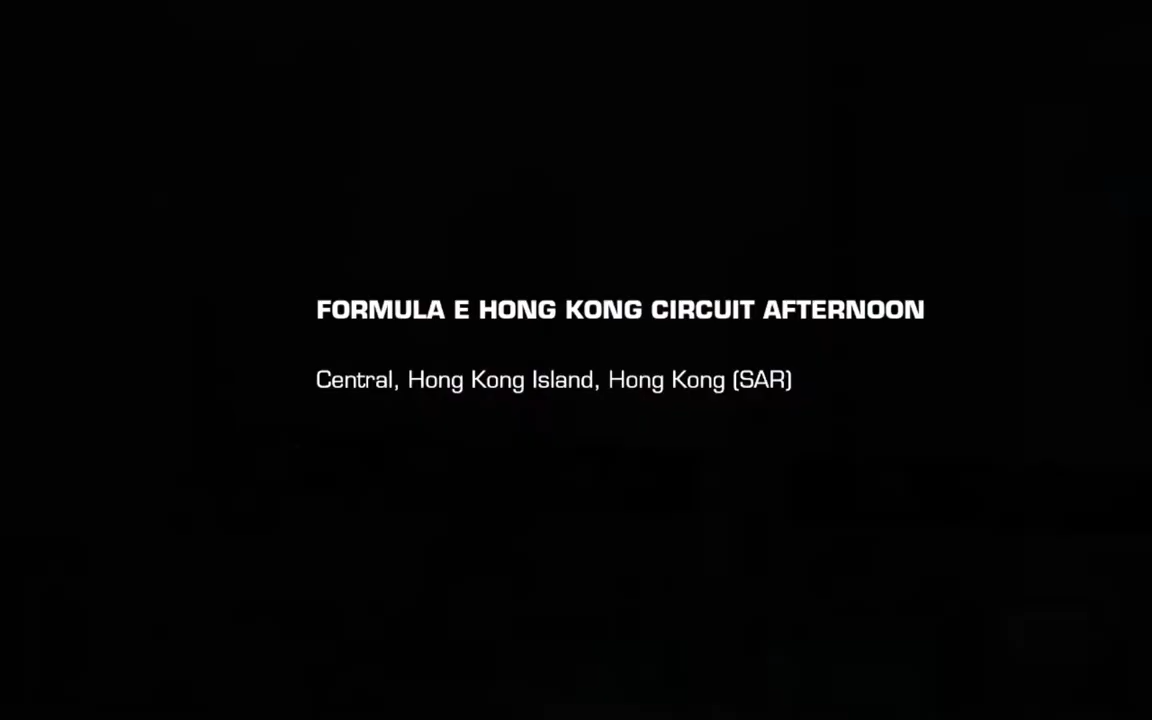 FORMULA E HONG KONG CIRCUIT AFTERNOON
Central, Hong Kong Island, Hong Kong (SAR)